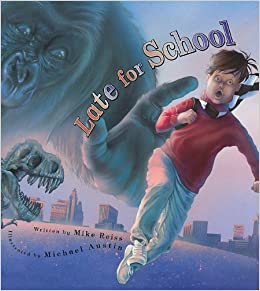 Late for School
Written by Mike Reiss
Illustrated by Michael Austin